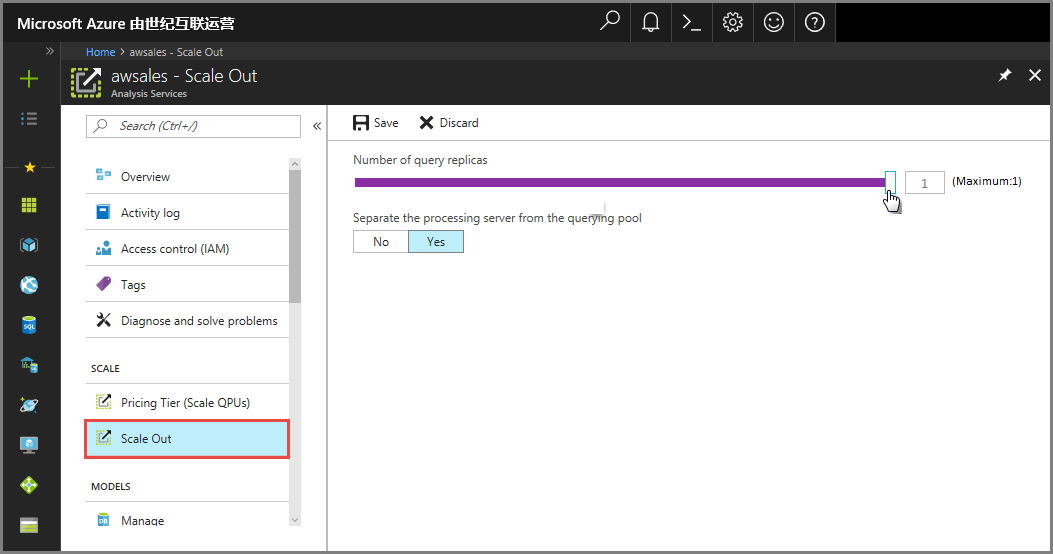 Microsoft Azure 由世纪互联运营
Home > awsales - Scale Out
awsales - Scale Out
Analysis Services
Search (Ctrl+/)
Overview
Activity log
Access control (IAM)
Tags
Diagnose and solve problems
SCALE
Pricing Tier (Scale QPUs)
Scale Out
MODELS
Manage
Save
Discard
Number of query replicas
1 (Maximum:1)
Separate the processing server from the querying pool
No
Yes
SQL
DB